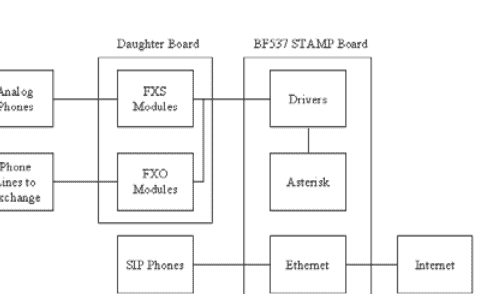 Daughter Board
BF537 STAMP Board
Analog
Phones
FXS
Modules
Drivers
Phone
Lines to
Exchange
FXO
Modules
Asterisk
SIP Phones
Ethernet
Internet